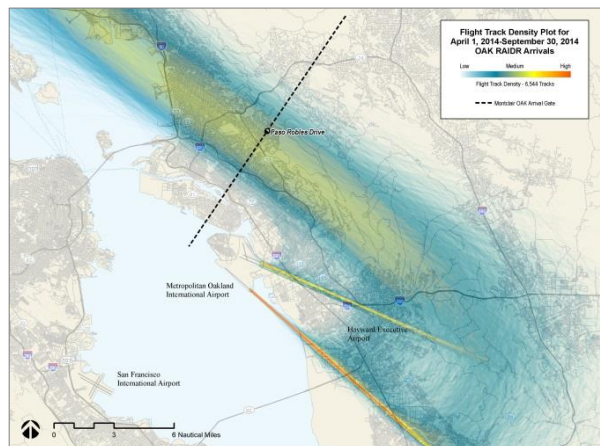 Flight Track Density Plot for
April 1, 2014-September 30, 2014
OAK RAIDR Arrivals
Low Medium High
Flight Track Density - 6,544 Tracks
Montclair OAK Arrival Gate
Paso Robles Drive
Metropolitan Oakland
International Airport
Hayward Executive
Airport
San Francisco
International Airport
0 3 6 Nautical Miles